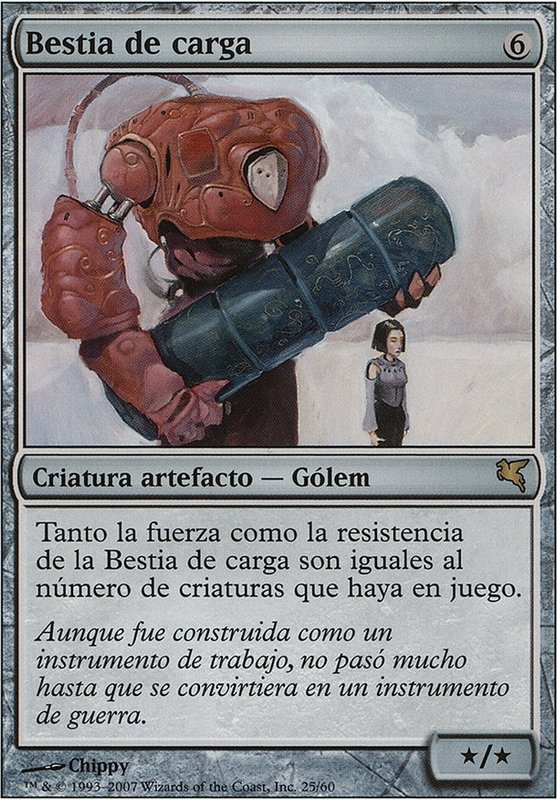 Bestia de carga 6
Criatura artefacto — Gólem
Tanto la fuerza como la resistencia
de la Bestia de carga son iguales al
número de criaturas que haya en juego.
Aunque fue construida como un
instrumento de trabajo, no pasó mucho
hasta que se convirtiera en un instrumento
de guerra.
★/★
Chippy
™ & © 1993–2007 Wizards of the Coast, Inc. 25/60